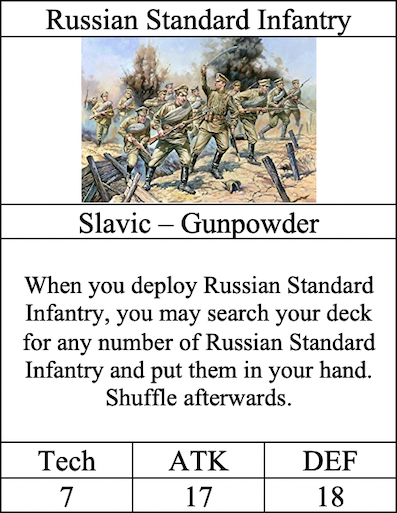 Russian Standard Infantry
Slavic – Gunpowder
When you deploy Russian Standard
Infantry, you may search your deck
for any number of Russian Standard
Infantry and put them in your hand.
Shuffle afterwards.
Tech ATK DEF
7 17 18